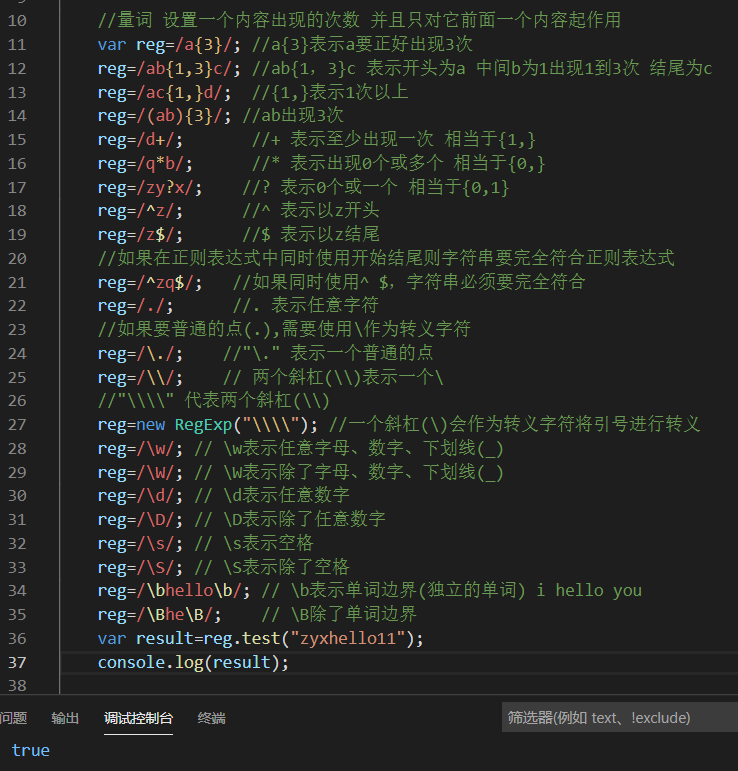 9
10 //量词 设置一个内容出现的次数 并且只对它前面一个内容起作用
11 var reg=/a{3}/; //a{3}表示a要正好出现3次
12 reg=/ab{1,3}c/; //ab{1，3}c 表示开头为a 中间b为1出现1到3次 结尾为c
13 reg=/ac{1,}d/; //{1,}表示1次以上
14 reg=/(ab){3}/; //ab出现3次
15 reg=/d+/; //+ 表示至少出现一次 相当于{1,}
16 reg=/q*b/; //* 表示出现0个或多个 相当于{0,}
17 reg=/zy?x/; //? 表示0个或一个 相当于{0,1}
18 reg=/^z/; //^ 表示以z开头
19 reg=/z$/; //$ 表示以z结尾
20 //如果在正则表达式中同时使用开始结尾则字符串要完全符合正则表达式
21 reg=/^zq$/; //如果同时使用^ $，字符串必须要完全符合
22 reg=/./; //. 表示任意字符
23 //如果要普通的点(.),需要使用\作为转义字符
24 reg=/\./; //"\." 表示一个普通的点
25 reg=/\\/; // 两个斜杠(\\)表示一个\
26 //"\\\\" 代表两个斜杠(\\)
27 reg=new RegExp("\\\\"); //一个斜杠(\)会作为转义字符将引号进行转义
28 reg=/\w/; // \w表示任意字母、数字、下划线(_)
29 reg=/\W/; // \W表示除了字母、数字、下划线(_)
30 reg=/\d/; // \d表示任意数字
31 reg=/\D/; // \D表示除了任意数字
32 reg=/\s/; // \s表示空格
33 reg=/\S/; // \S表示除了空格
34 reg=/\bhello\b/; // \b表示单词边界(独立的单词) i hello you
35 reg=/\Bhe\B/; // \B除了单词边界
36 var result=reg.test("zyxhello11");
37 console.log(result);
38
问题 输出 调试控制台 终端 筛选器(例如 text、!exclude)
true